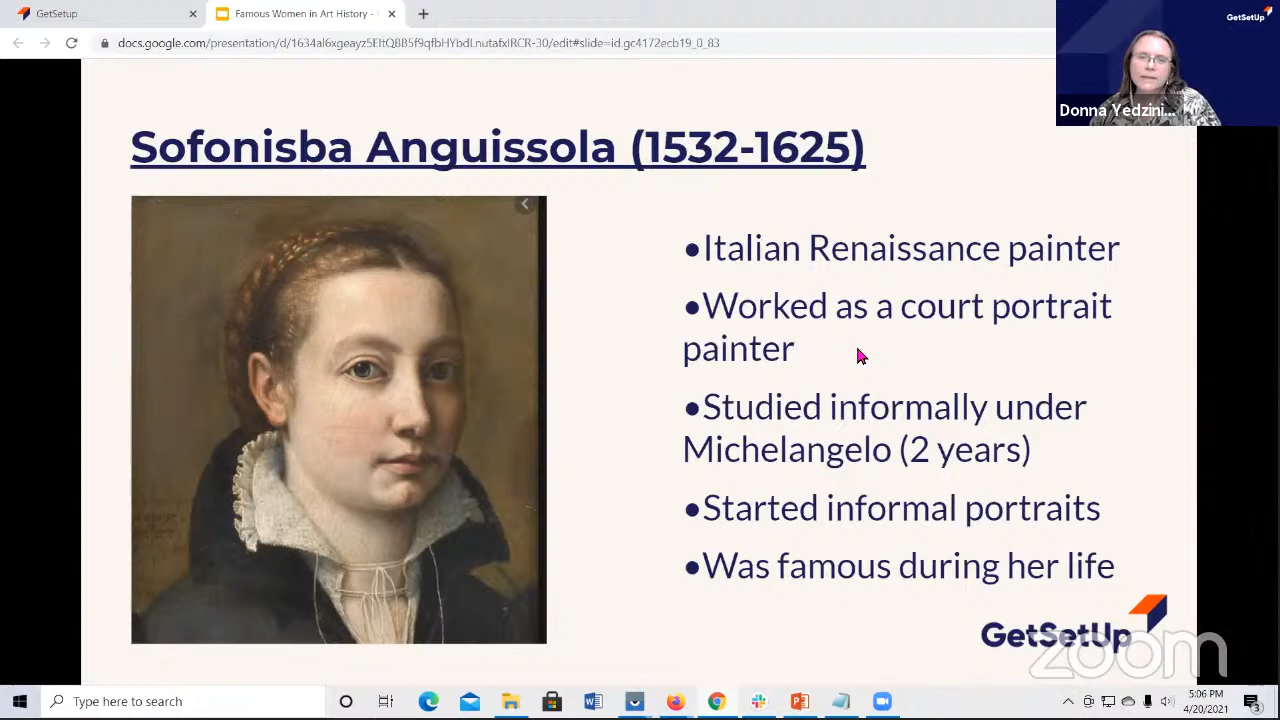 GetSetUp
Famous Women in Art History -
GetSetUp
docs.google.com/presentation/d/
/edit#slide=id.gc4172ecb19_0_83
Donna Yedzini...
Sofonisba Anguissola (1532-1625)
•Italian Renaissance painter
•Worked as a court portrait
painter
•Studied informally under
Michelangelo (2 years)
•Started informal portraits
•Was famous during her life
GetSetUp
zoom
Type here to search
5:06 PM
4/20/2021
3